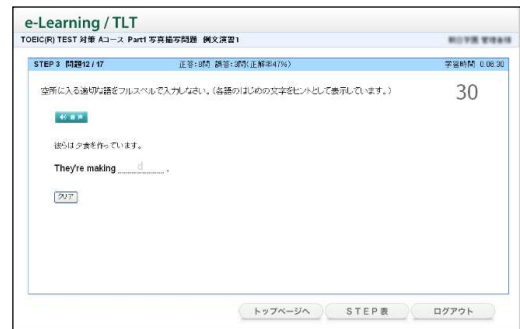 e-Learning / TLT
TOEIC(R) TEST 対策 Aコース Part1 写真描写問題 例文演習1
STEP 3 問題12 / 17 正答:8問 誤答:9問(正解率47%) 学習時間 0:06:30
空所に入る適切な語をフルスペルで入力しなさい。(各語のはじめの文字をヒントとして表示しています。)
30
音声
彼らは夕食を作っています。
They're making d .
クリア
トップページへ STEP表 ログアウト